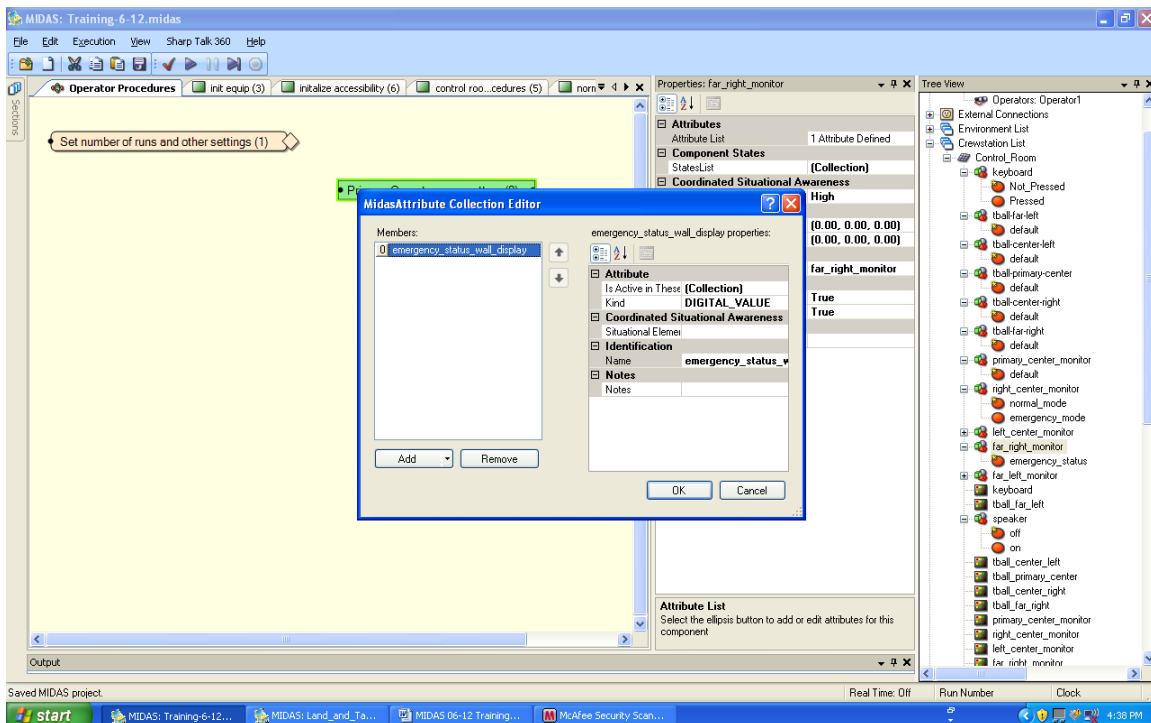 MIDAS: Training-6-12.midas
File Edit Execution View Sharp Talk 360 Help
Sections
Operator Procedures init equip (3) initalize accessibility (6) control roo...cedures (5) norn
Set number of runs and other settings (1)
Properties: far_right_monitor
Attributes
Attribute List 1 Attribute Defined
Component States
StatesList (Collection)
Coordinated Situational Awareness
High
(0.00, 0.00, 0.00)
(0.00, 0.00, 0.00)
far_right_monitor
True
True
Attribute List
Select the ellipsis button to add or edit attributes for this
component
MidasAttribute Collection Editor
Members:
0 emergency_status_wall_display
Add Remove
emergency_status_wall_display properties:
Attribute
Is Active in These (Collection)
Kind DIGITAL_VALUE
Coordinated Situational Awareness
Situational Elemei
Identification
Name emergency_status_w
Notes
Notes
OK Cancel
Tree View
Operators: Operator1
External Connections
Environment List
Crewstation List
Control_Room
keyboard
Not_Pressed
Pressed
tball-far-left
default
tball-center-left
default
tball-primary-center
default
tball-center-right
default
tball-far-right
default
primary_center_monitor
default
right_center_monitor
normal_mode
emergency_mode
left_center_monitor
far_right_monitor
emergency_status
far_left_monitor
keyboard
tball_far_left
speaker
off
on
tball_center_left
tball_primary_center
tball_center_right
tball_far_right
primary_center_monitor
right_center_monitor
left_center_monitor
far_right_monitor
Output
Saved MIDAS project. Real Time: Off Run Number Clock
start MIDAS: Training-6-12... MIDAS: Land_and_Ta... MIDAS 06-12 Training... McAfee Security Scan... 4:38 PM